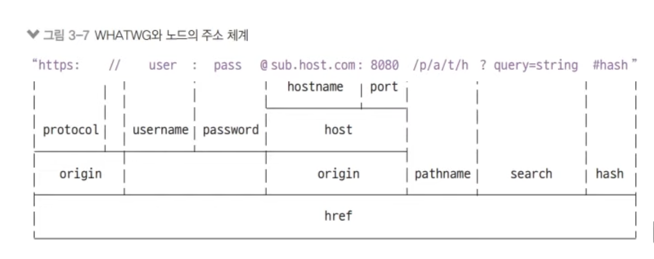 그림 3-7 WHATWG와 노드의 주소 체계
"https: // user : pass @ sub.host.com : 8080 /p/a/t/h ? query=string #hash"
hostname port
protocol username password host
origin origin pathname search hash
href